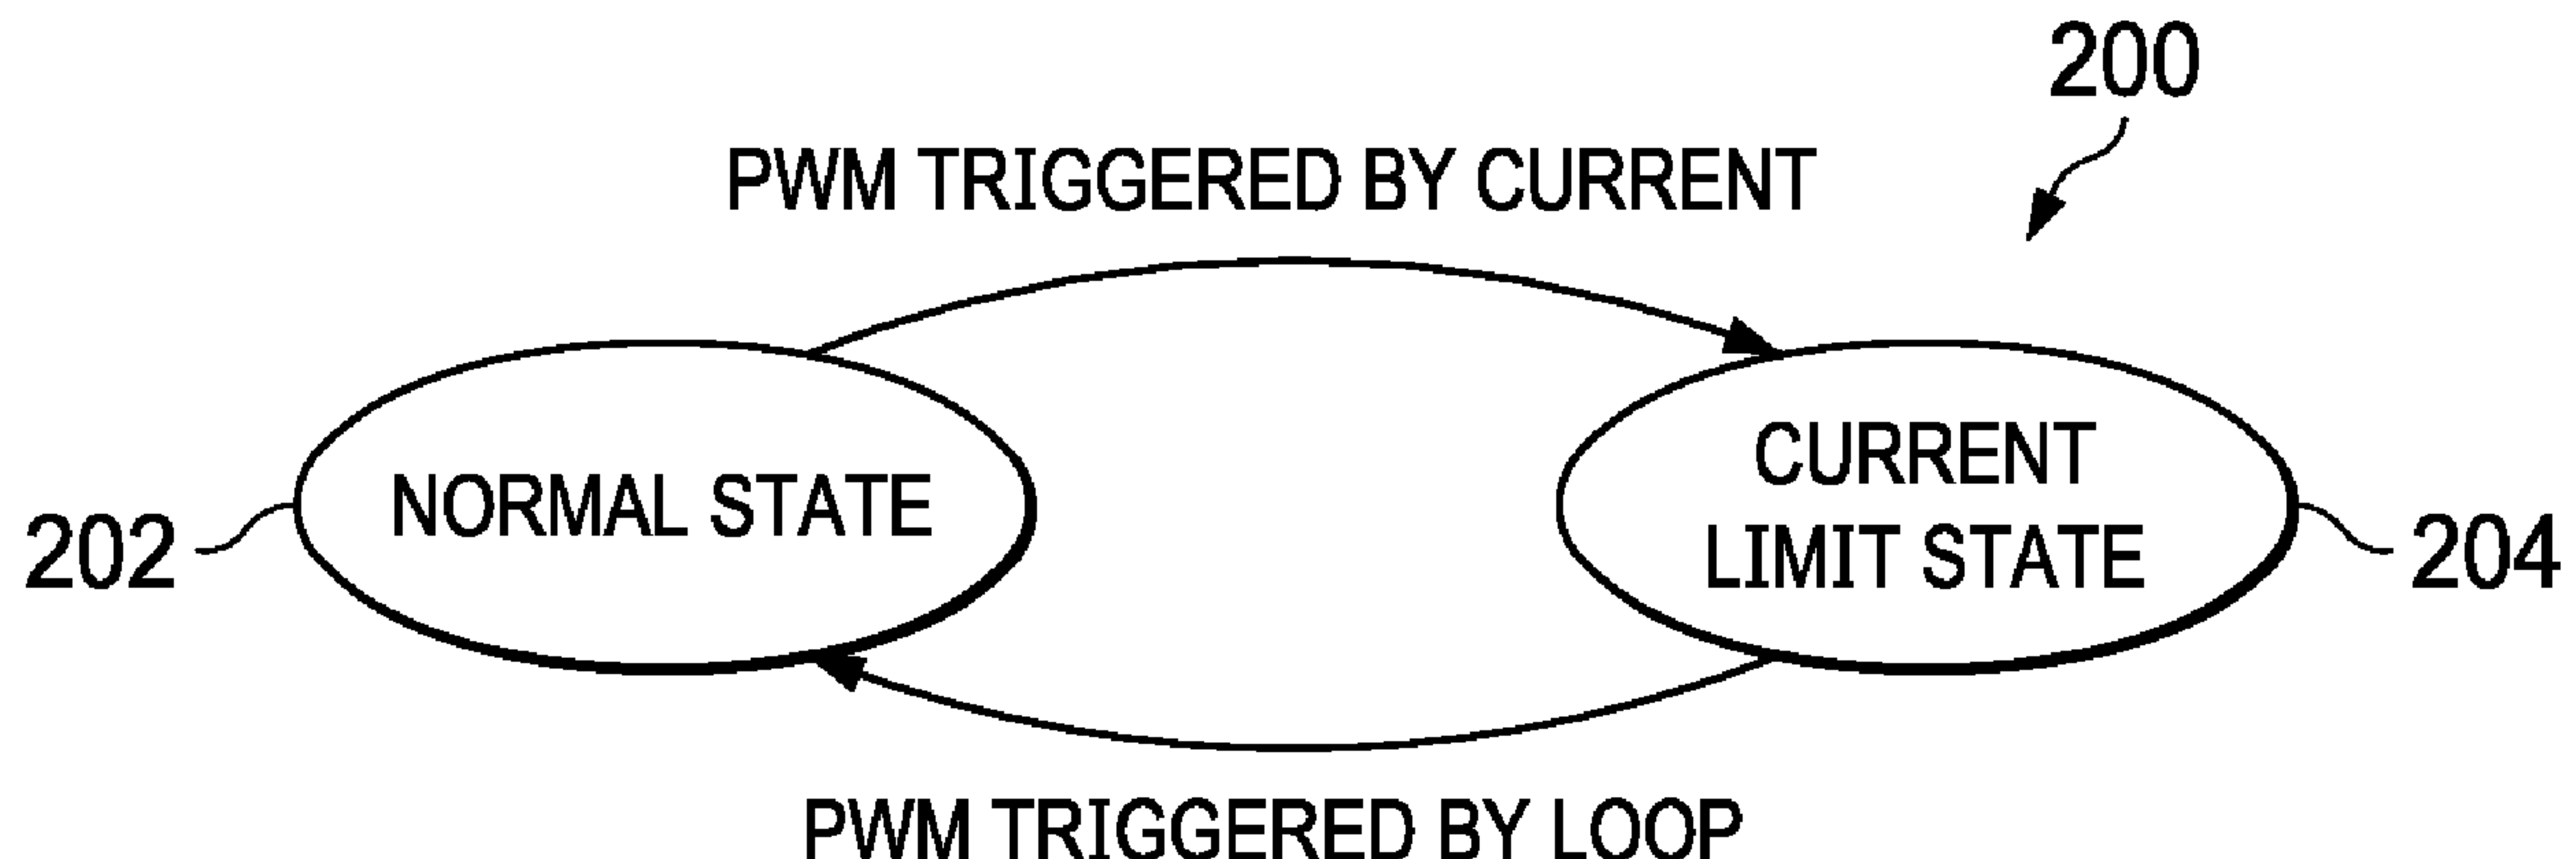 200
PWM TRIGGERED BY CURRENT
NORMAL STATE
CURRENT
LIMIT STATE
202
204
PWM TRIGGERED BY LOOP